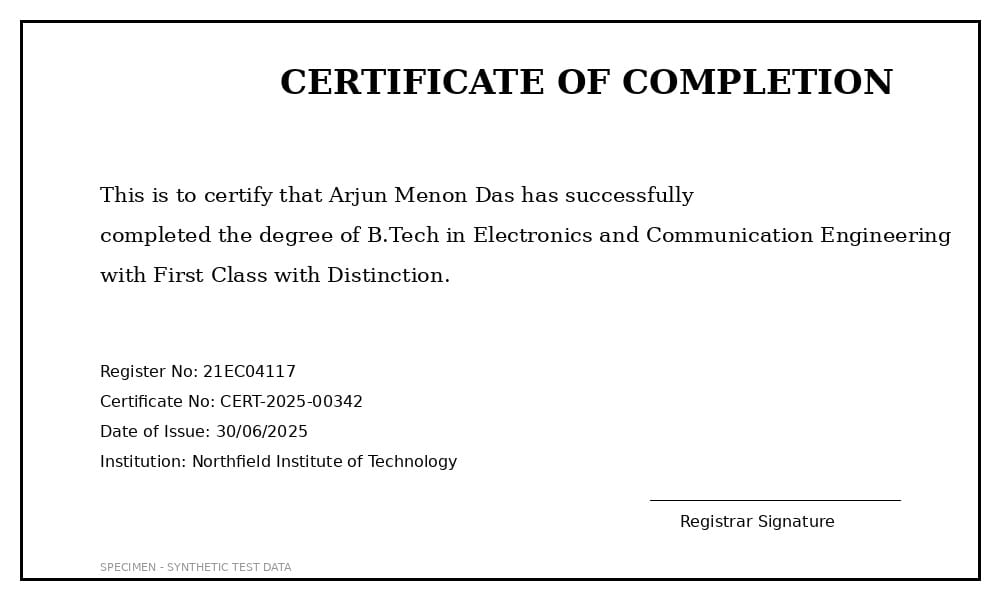 CERTIFICATE OF COMPLETION
This is to certify that Arjun Menon Das has successfully
completed the degree of B.Tech in Electronics and Communication Engineering
with First Class with Distinction.
Register No: 21EC04117
Certificate No: CERT-2025-00342
Date of Issue: 30/06/2025
Institution: Northfield Institute of Technology
Registrar Signature
SPECIMEN - SYNTHETIC TEST DATA